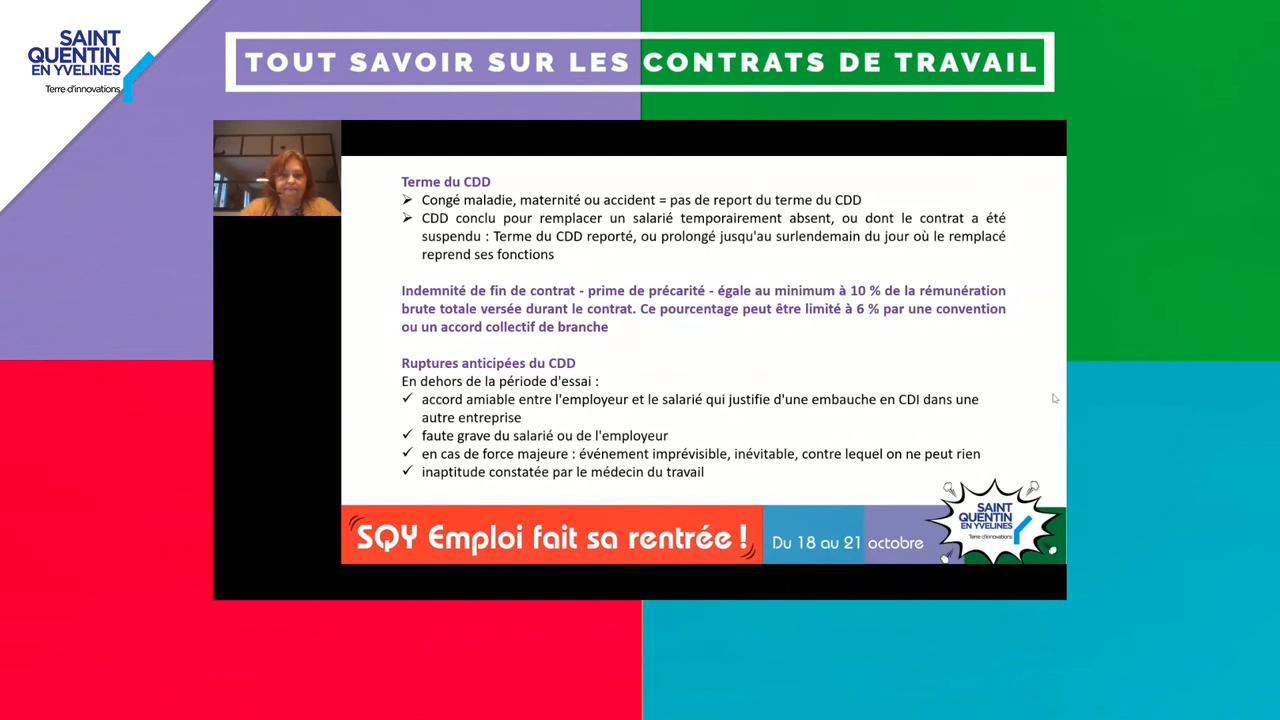 SAINT
QUENTIN
EN YVELINES
Terre d'innovations
TOUT SAVOIR SUR LES CONTRATS DE TRAVAIL
Terme du CDD
Congé maladie, maternité ou accident = pas de report du terme du CDD
CDD conclu pour remplacer un salarié temporairement absent, ou dont le contrat a été
suspendu : Terme du CDD reporté, ou prolongé jusqu'au surlendemain du jour où le remplacé
reprend ses fonctions
Indemnité de fin de contrat - prime de précarité - égale au minimum à 10 % de la rémunération
brute totale versée durant le contrat. Ce pourcentage peut être limité à 6 % par une convention
ou un accord collectif de branche
Ruptures anticipées du CDD
En dehors de la période d'essai :
accord amiable entre l'employeur et le salarié qui justifie d'une embauche en CDI dans une
autre entreprise
faute grave du salarié ou de l'employeur
en cas de force majeure : événement imprévisible, inévitable, contre lequel on ne peut rien
inaptitude constatée par le médecin du travail
SQY Emploi fait sa rentrée !
Du 18 au 21 octobre
SAINT
QUENTIN
EN YVELINES
Terre d'innovations